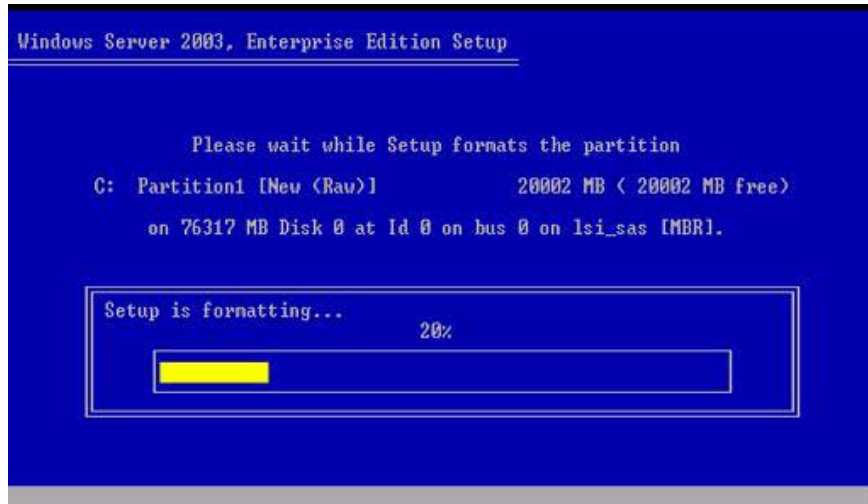 Windows Server 2003, Enterprise Edition Setup
Please wait while Setup formats the partition
C: Partition1 [New (Raw)] 20002 MB ( 20002 MB free)
on 76317 MB Disk 0 at Id 0 on bus 0 on lsi_sas [MBR].
Setup is formatting...
20%